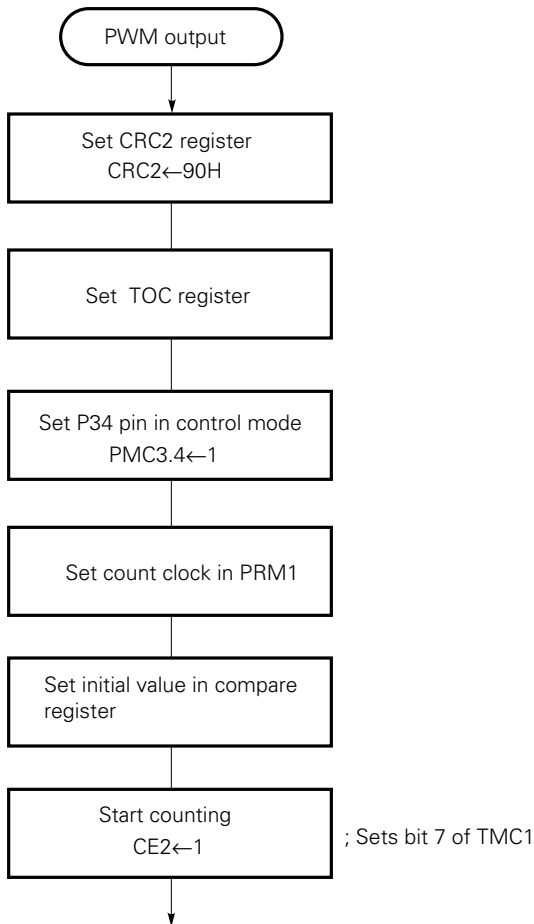 PWM output
Set CRC2 register
CRC2←90H
Set TOC register
Set P34 pin in control mode
PMC3.4←1
Set count clock in PRM1
Set initial value in compare
register
Start counting
CE2←1
; Sets bit 7 of TMC1